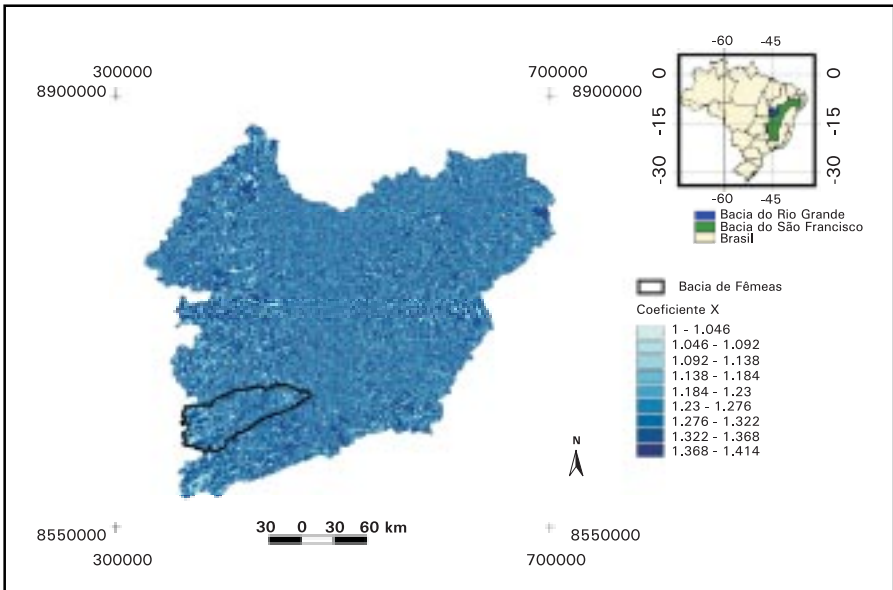 -60 -45
300000 700000
8900000 8900000
0 0
-15 -15
-30 -30
-60 -45
Bacia do Rio Grande
Bacia do São Francisco
Brasil
Bacia de Fêmeas
Coeficiente X
1 - 1.046
1.046 - 1.092
1.092 - 1.138
1.138 - 1.184
1.184 - 1.23
1.23 - 1.276
1.276 - 1.322
1.322 - 1.368
1.368 - 1.414
N
30 0 30 60 km
8550000 8550000
300000 700000